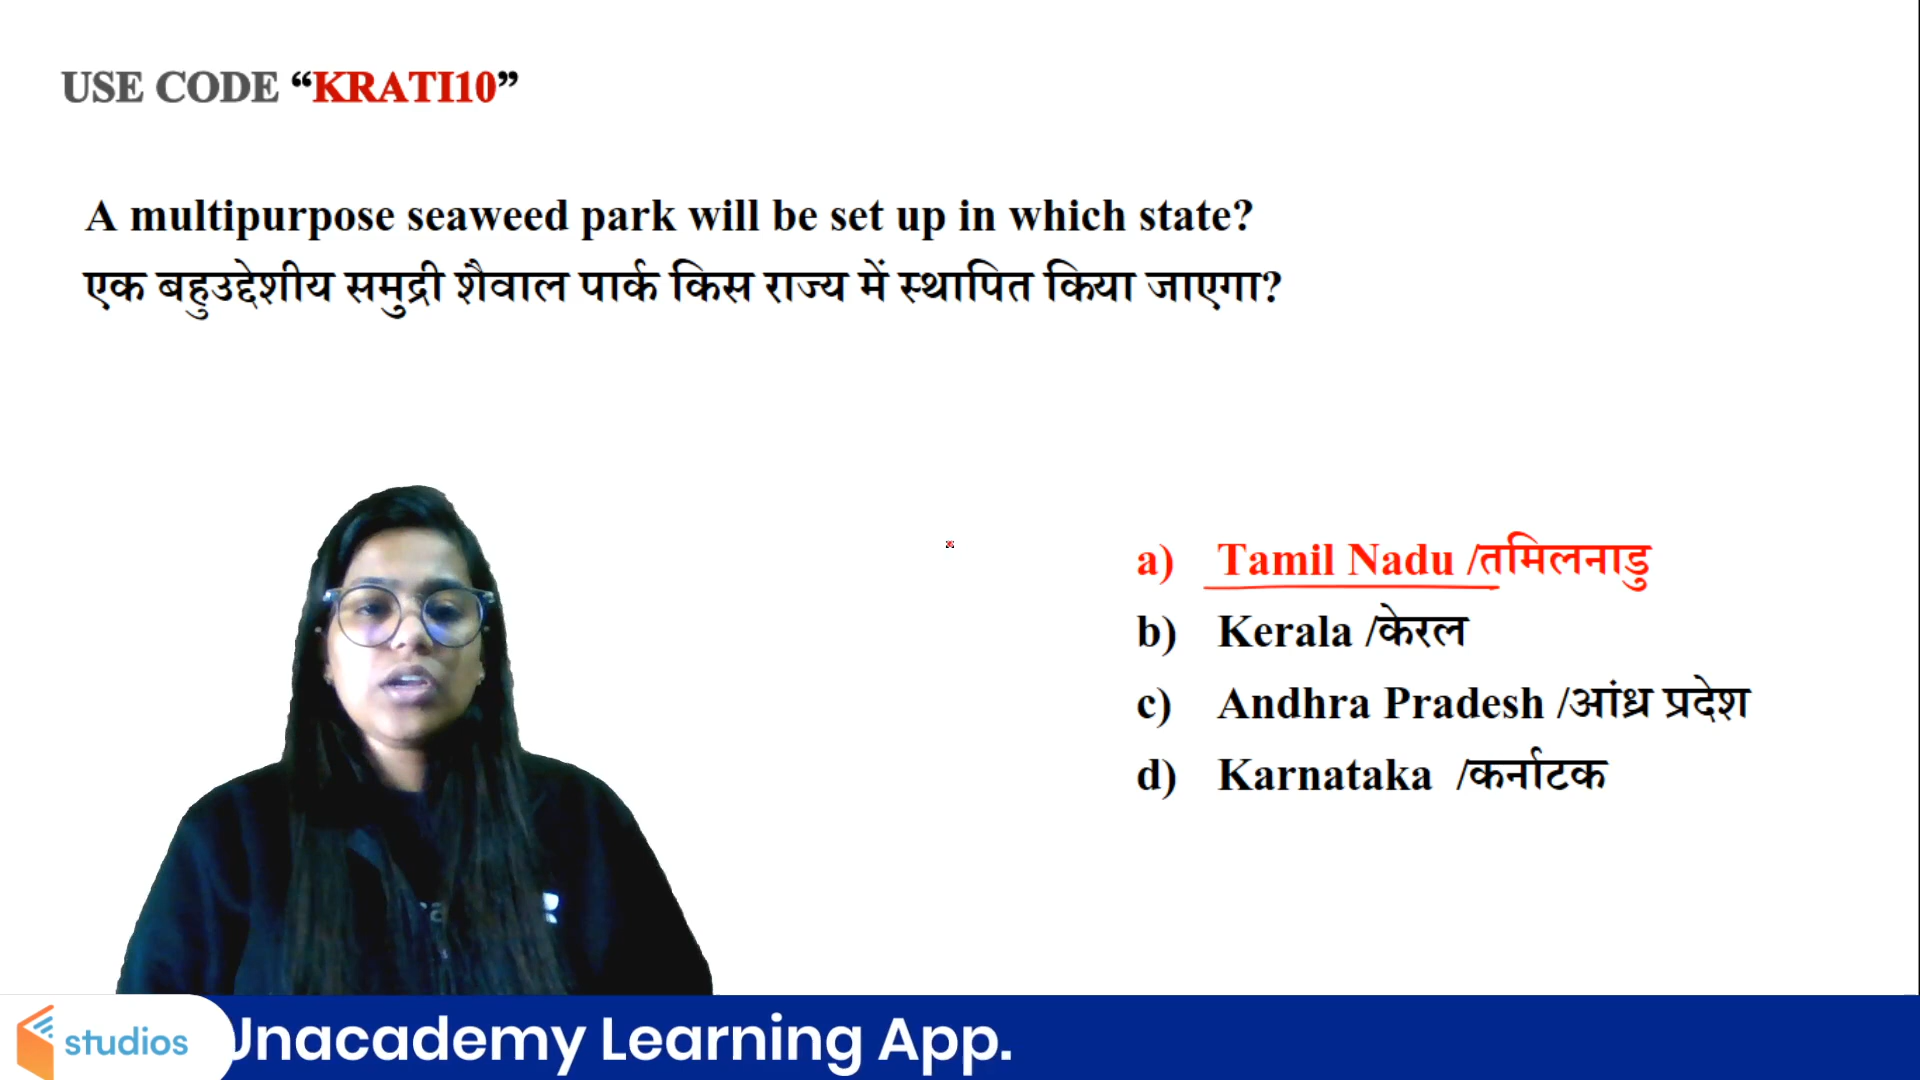 USE CODE “KRATI10”
A multipurpose seaweed park will be set up in which state?
एक बहुउद्देशीय समुद्री शैवाल पार्क किस राज्य में स्थापित किया जाएगा?
a) Tamil Nadu /तमिलनाडु
b) Kerala /केरल
c) Andhra Pradesh /आंध्र प्रदेश
d) Karnataka /कर्नाटक
studios
Unacademy Learning App.